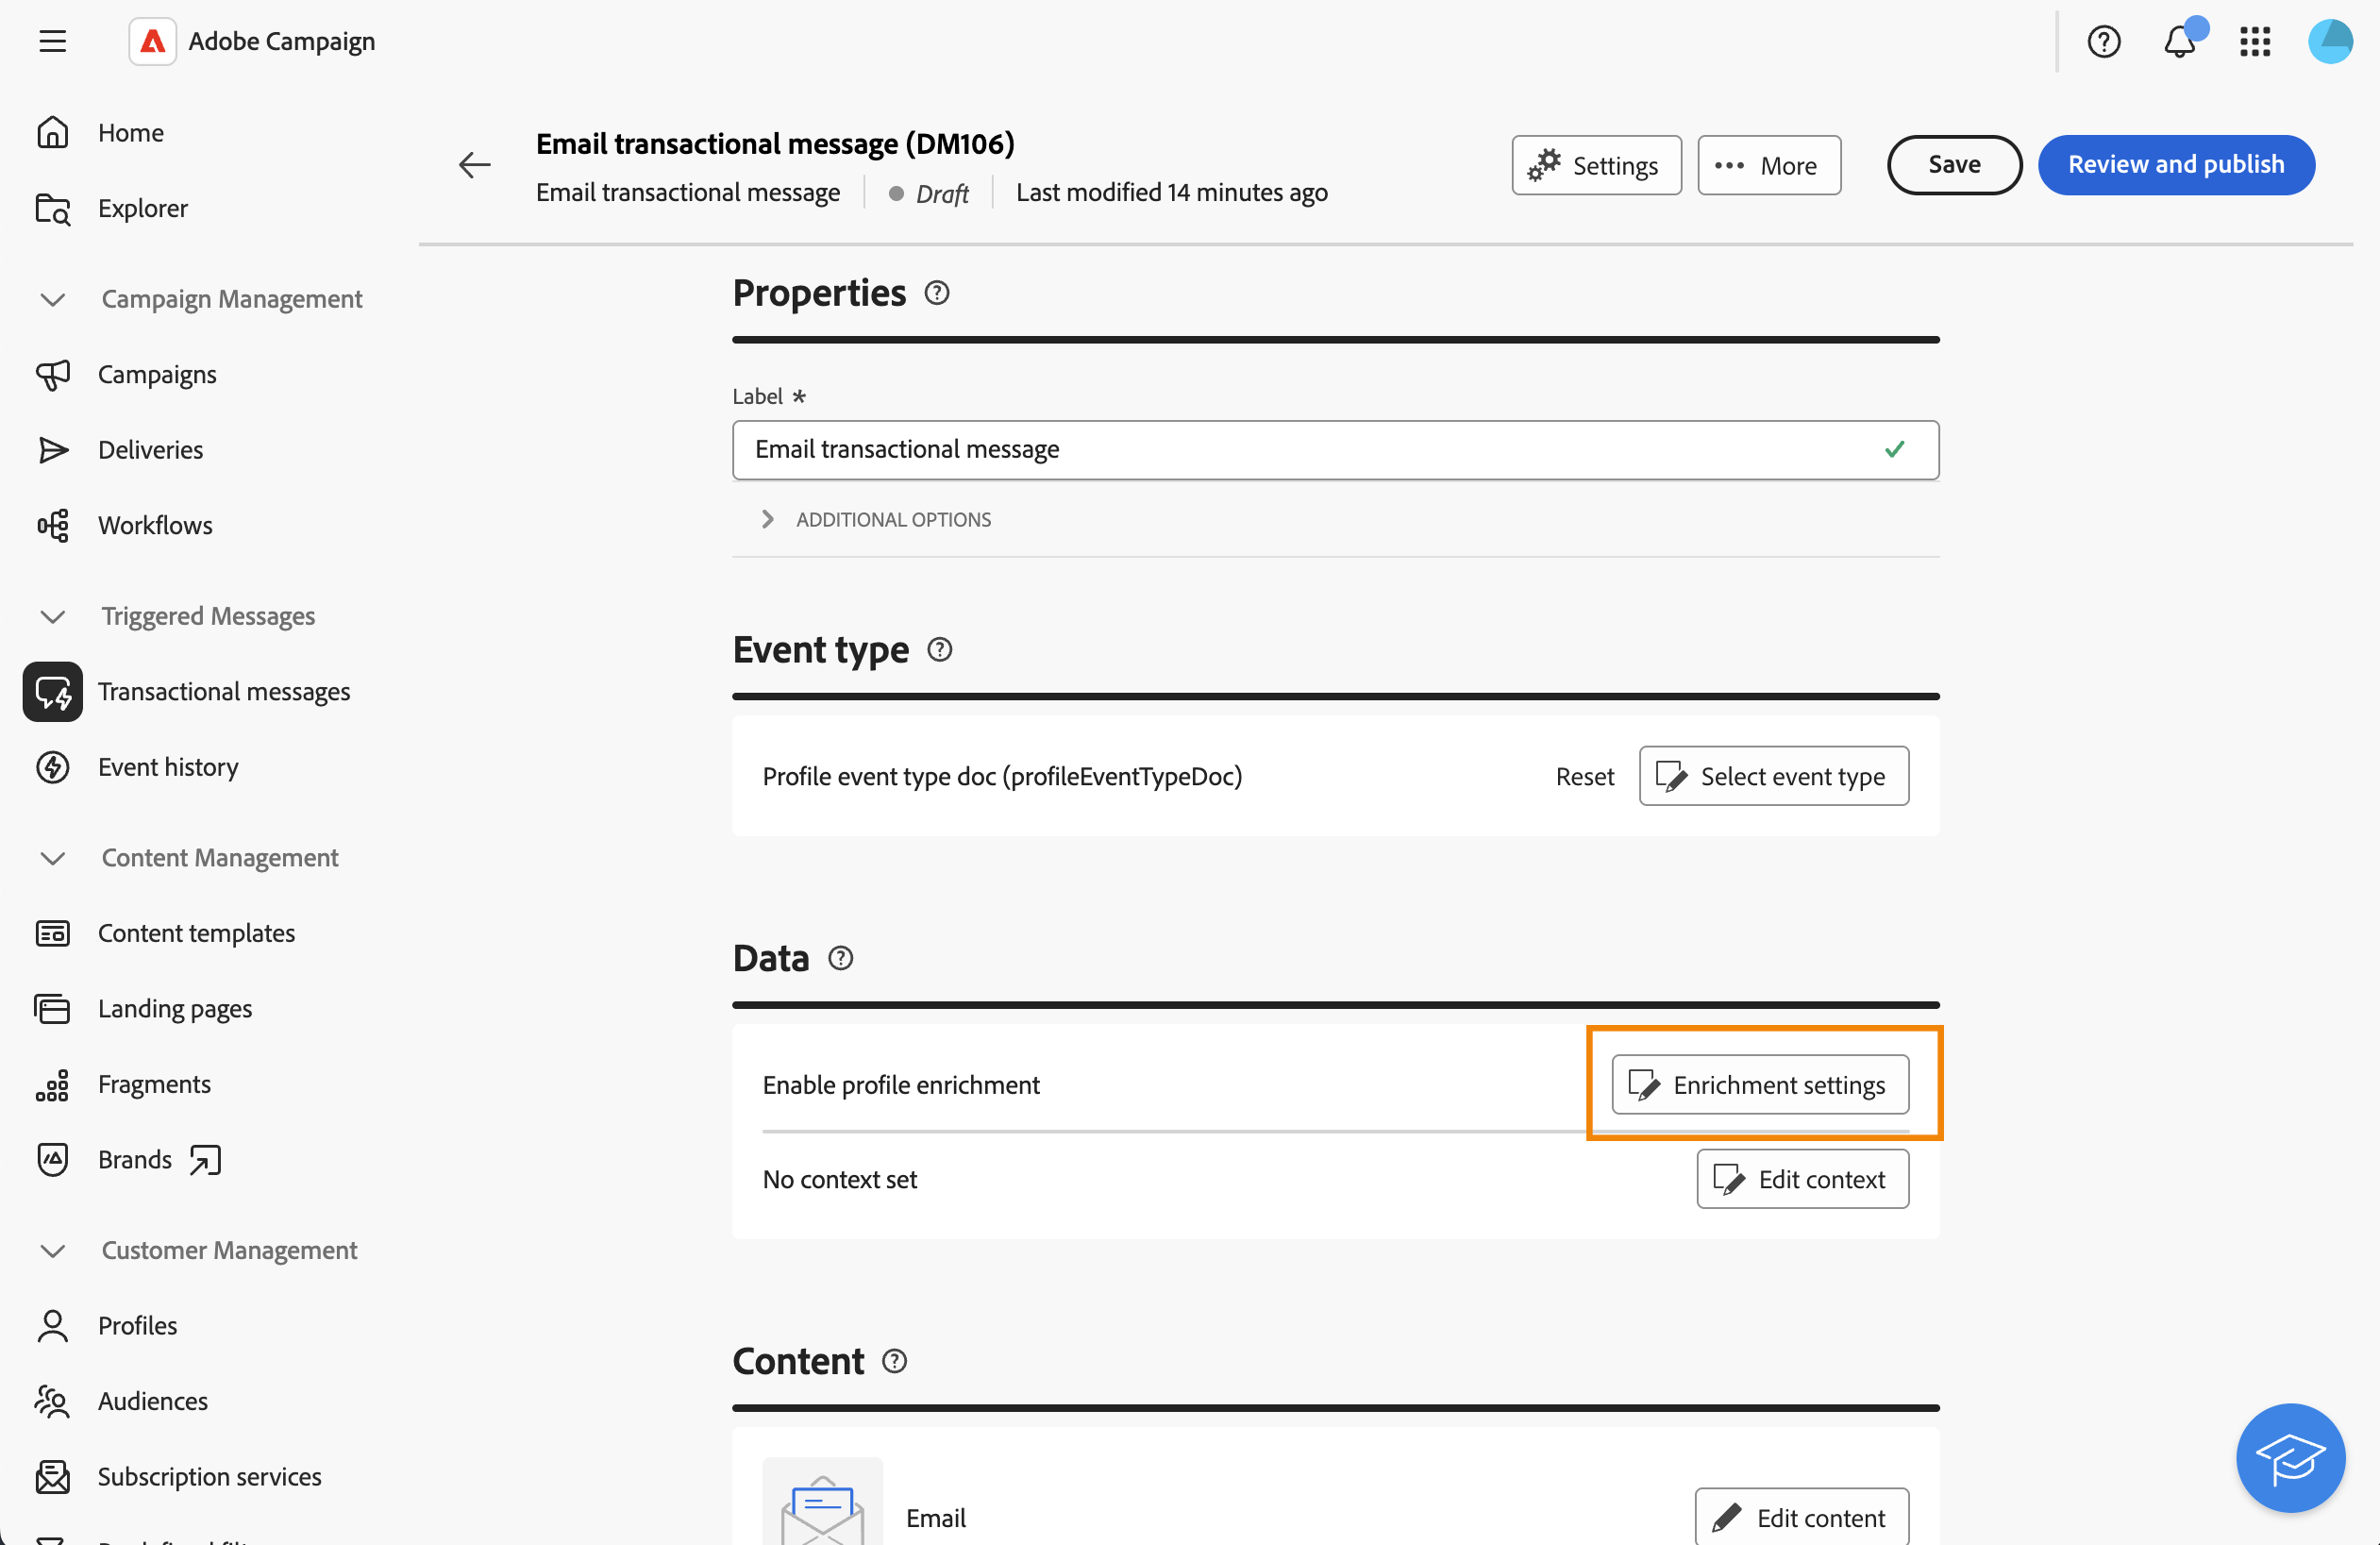 Adobe Campaign
Home
Explorer
Campaign Management
Campaigns
Deliveries
Workflows
Triggered Messages
Transactional messages
Event history
Content Management
Content templates
Landing pages
Fragments
Brands
Customer Management
Profiles
Audiences
Subscription services
Email transactional message (DM106)
Email transactional message
Draft
Last modified 14 minutes ago
Settings
More
Save
Review and publish
Properties
Label *
Email transactional message
ADDITIONAL OPTIONS
Event type
Profile event type doc (profileEventTypeDoc)
Reset
Select event type
Data
Enable profile enrichment
Enrichment settings
No context set
Edit context
Content
Email
Edit content